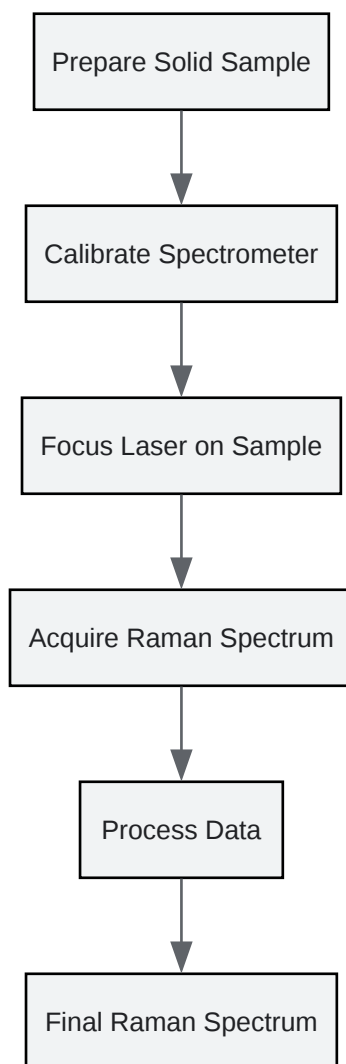 Prepare Solid Sample
Calibrate Spectrometer
Focus Laser on Sample
Acquire Raman Spectrum
Process Data
Final Raman Spectrum